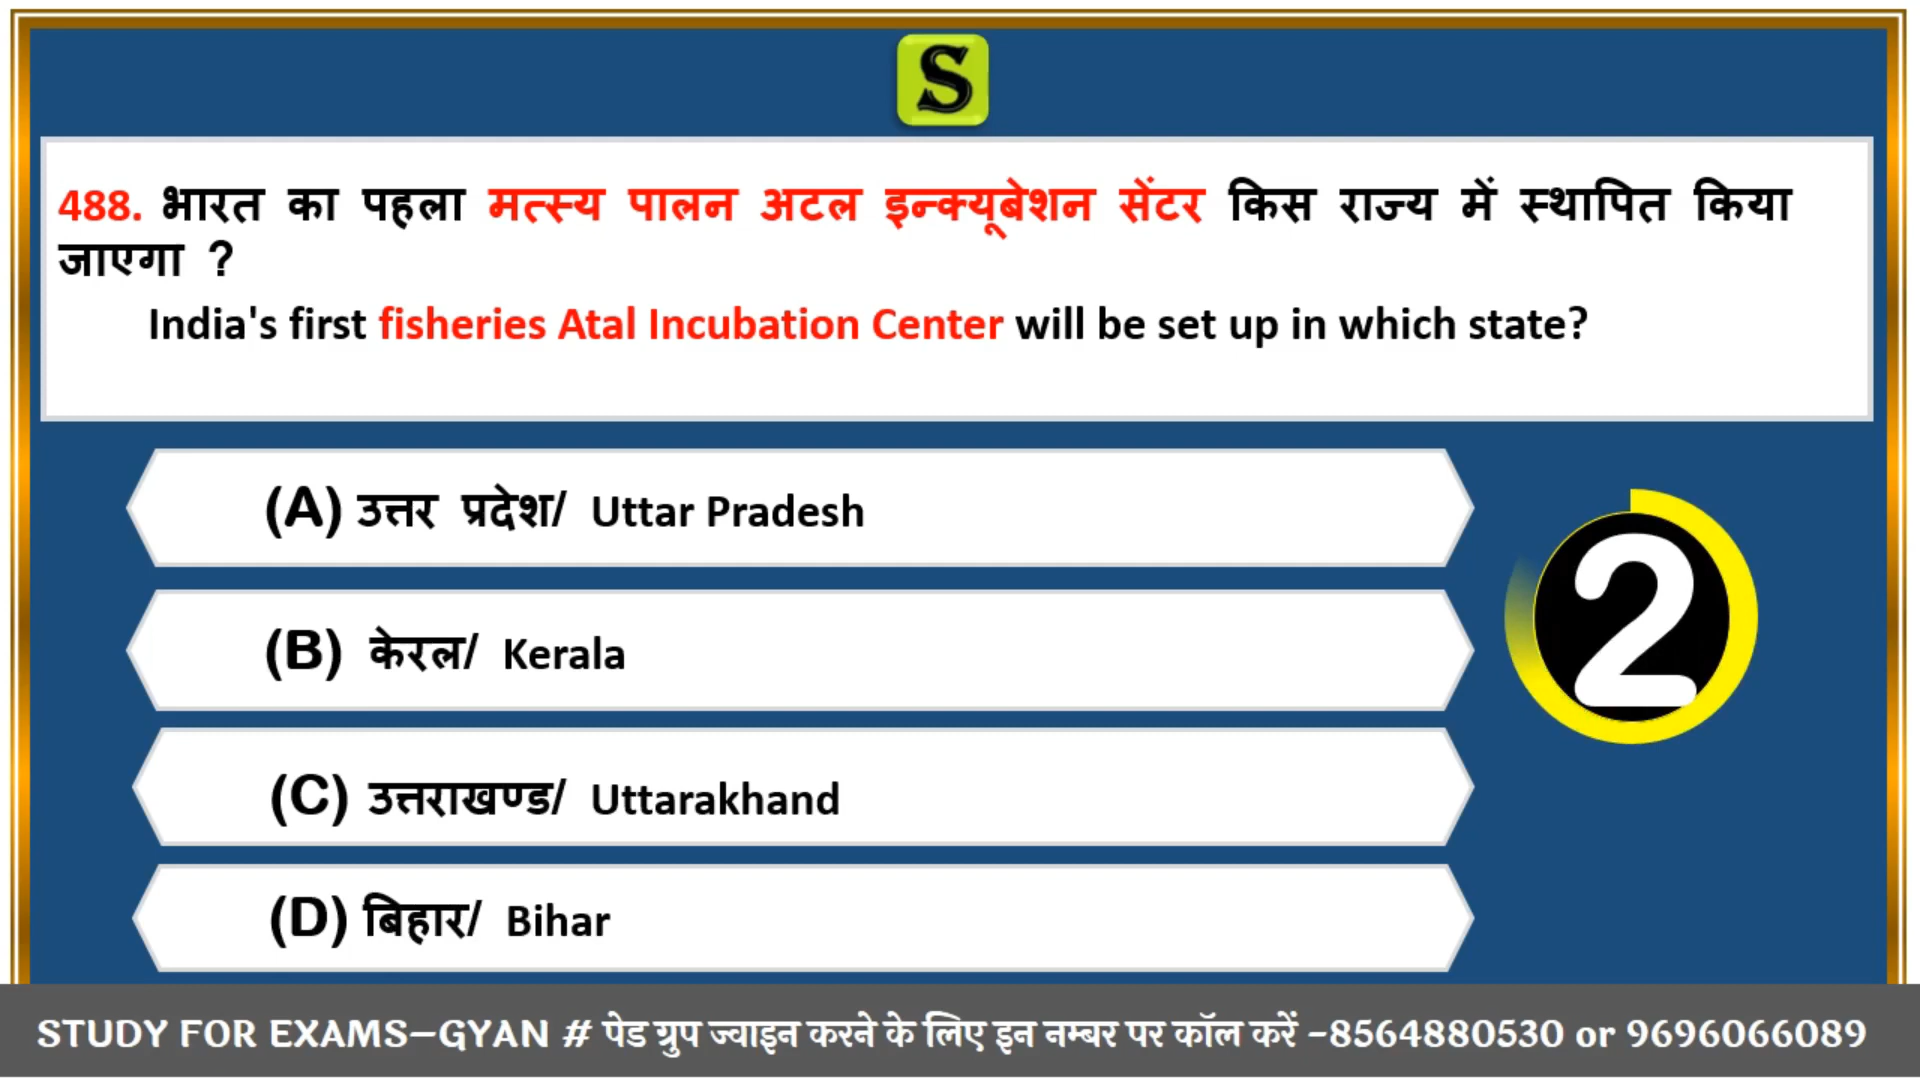 S
488. भारत का पहला मत्स्य पालन अटल इन्क्यूबेशन सेंटर किस राज्य में स्थापित किया
जाएगा ?
India's first fisheries Atal Incubation Center will be set up in which state?
(A) उत्तर प्रदेश/ Uttar Pradesh
(B) केरल/ Kerala
2
(C) उत्तराखण्ड/ Uttarakhand
(D) बिहार/ Bihar
STUDY FOR EXAMS–GYAN # पेड ग्रुप ज्वाइन करने के लिए इन नम्बर पर कॉल करें -8564880530 or 9696066089